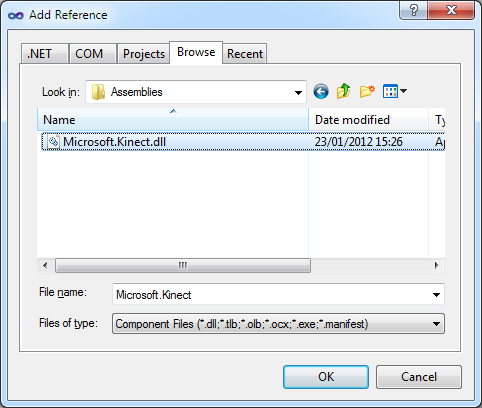 Add Reference
.NET COM Projects Browse Recent
Look in: Assemblies
Name Date modified Ty
Microsoft.Kinect.dll 23/01/2012 15:26 Ap
File name: Microsoft.Kinect
Files of type: Component Files (*.dll;*.tlb;*.olb;*.ocx;*.exe;*.manifest)
OK Cancel